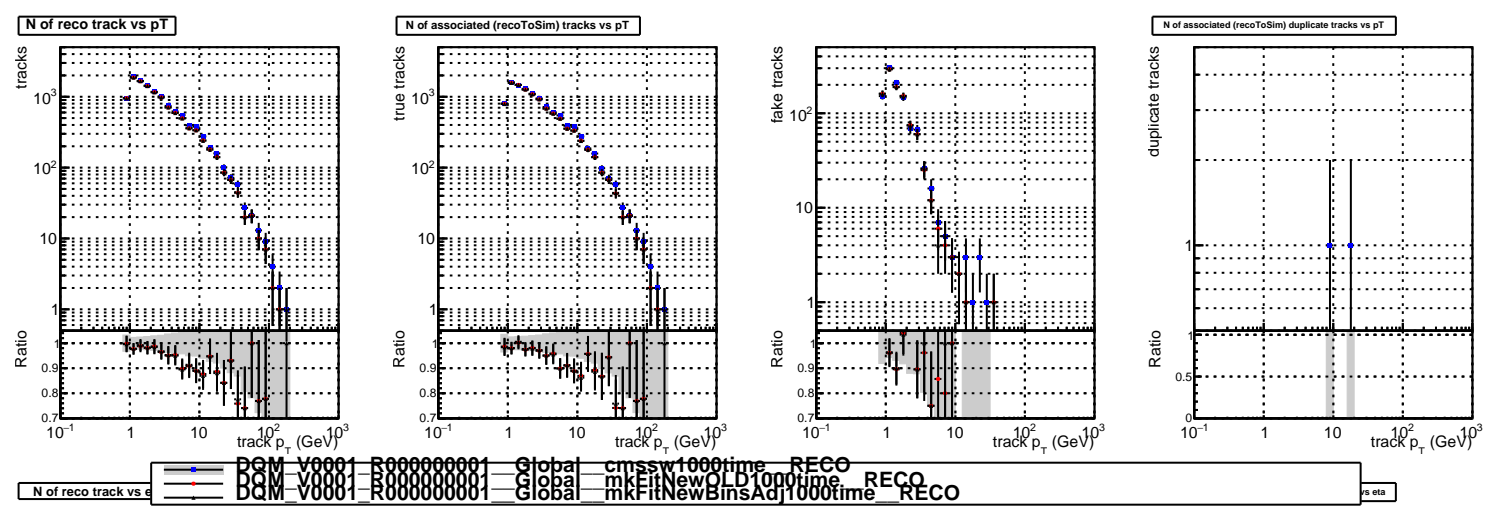 N of reco track vs pT
N of associated (recoToSim) tracks vs pT
N of associated (recoToSim) duplicate tracks vs pT
tracks
10³
10²
10
1
Ratio
1
0.9
0.8
0.7
10⁻¹ 1 10 10² 10³
track p_T (GeV)
true tracks
10³
10²
10
1
Ratio
1
0.9
0.8
0.7
10⁻¹ 1 10 10² 10³
track p_T (GeV)
fake tracks
10²
10
1
Ratio
1
0.9
0.8
0.7
10⁻¹ 1 10 10² 10³
track p_T (GeV)
duplicate tracks
1
Ratio
1
0.5
0
10⁻¹ 1 10 10² 10³
track p_T (GeV)
DQM_V0001_R000000001__Global__cmssw1000time__RECO
DQM_V0001_R000000001__Global__mkFitNewOLD1000time__RECO
DQM_V0001_R000000001__Global__mkFitNewBinsAdj1000time__RECO
N of reco track vs e
vs eta